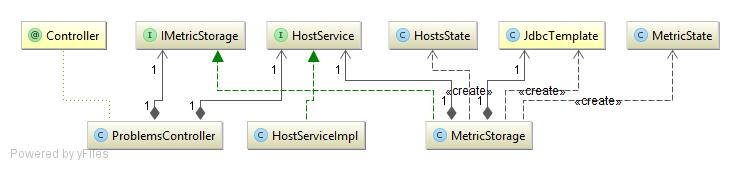 @ Controller
I IMetricStorage
I HostService
C HostsState
C JdbcTemplate
C MetricState
1
1
1
1
«create»
«create»
«create»
1
1
1
1
C ProblemsController
C HostServiceImpl
C MetricStorage
Powered by yFiles